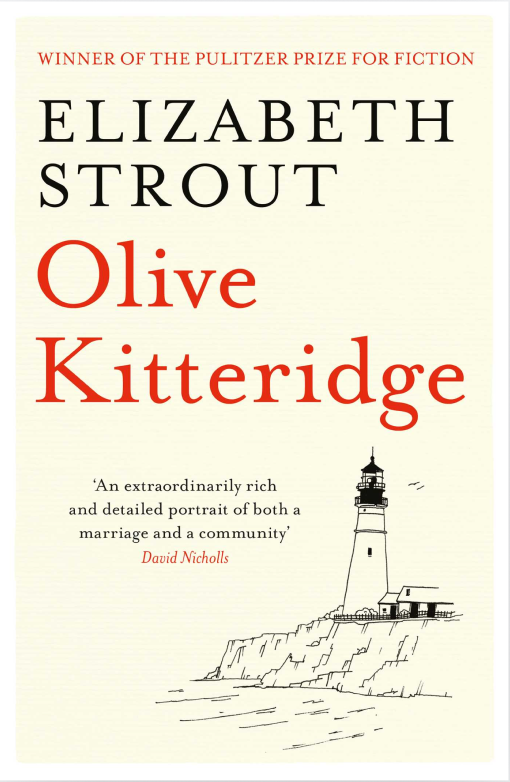 WINNER OF THE PULITZER PRIZE FOR FICTION
ELIZABETH
STROUT
Olive
Kitteridge
‘An extraordinarily rich
and detailed portrait of both a
marriage and a community’
David Nicholls